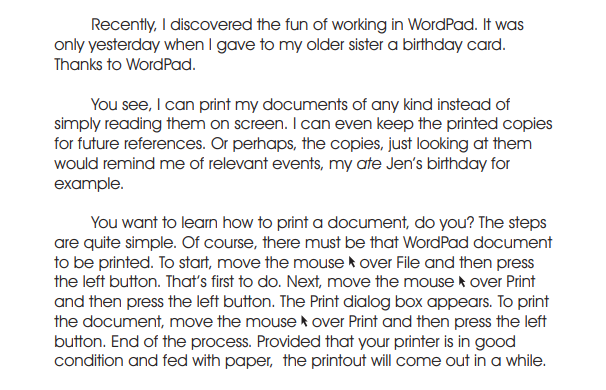 Recently, I discovered the fun of working in WordPad. It was
only yesterday when I gave to my older sister a birthday card.
Thanks to WordPad.
You see, I can print my documents of any kind instead of
simply reading them on screen. I can even keep the printed copies
for future references. Or perhaps, the copies, just looking at them
would remind me of relevant events, my ate Jen's birthday for
example.
You want to learn how to print a document, do you? The steps
are quite simple. Of course, there must be that WordPad document
to be printed. To start, move the mouse over File and then press
the left button. That's first to do. Next, move the mouse over Print
and then press the left button. The Print dialog box appears. To print
the document, move the mouse over Print and then press the left
button. End of the process. Provided that your printer is in good
condition and fed with paper, the printout will come out in a while.